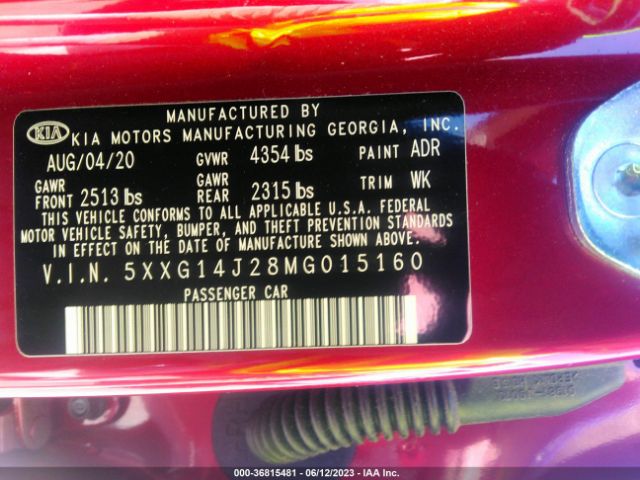 MANUFACTURED BY
KIA KIA MOTORS MANUFACTURING GEORGIA, INC.
AUG/04/20 GVWR 4354 lbs PAINT ADR
GAWR FRONT 2513 lbs GAWR REAR 2315 lbs TRIM WK
THIS VEHICLE CONFORMS TO ALL APPLICABLE U.S.A. FEDERAL
MOTOR VEHICLE SAFETY, BUMPER, AND THEFT PREVENTION STANDARDS
IN EFFECT ON THE DATE OF MANUFACTURE SHOWN ABOVE.
V.I.N. 5XXG14J28MG015160
PASSENGER CAR
000-36815481 - 06/12/2023 - IAA Inc.